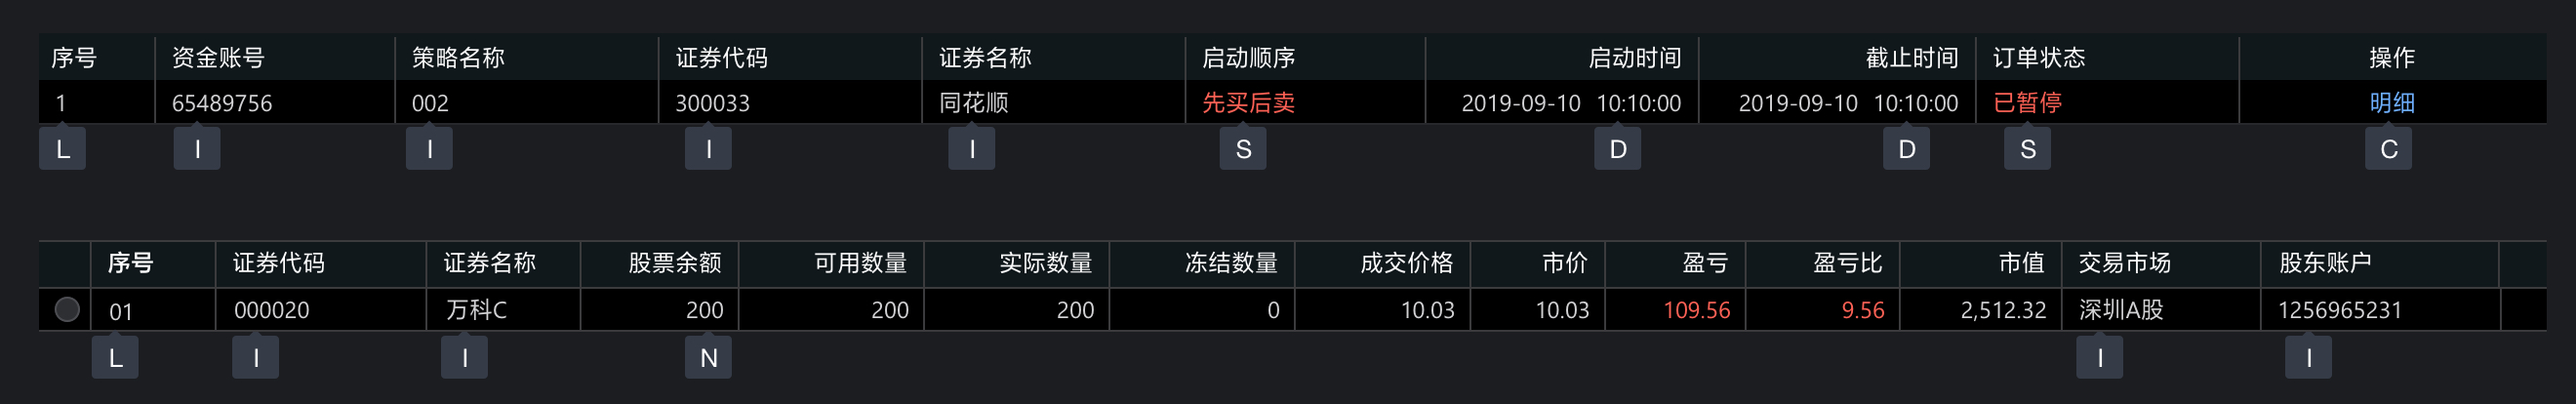 序号 资金账号 策略名称 证券代码 证券名称 启动顺序 启动时间 截止时间 订单状态 操作
1 65489756 002 300033 同花顺 先买后卖 2019-09-10 10:10:00 2019-09-10 10:10:00 已暂停 明细
L I I I I S D D S C
序号 证券代码 证券名称 股票余额 可用数量 实际数量 冻结数量 成交价格 市价 盈亏 盈亏比 市值 交易市场 股东账户
01 000020 万科C 200 200 200 0 10.03 10.03 109.56 9.56 2,512.32 深圳A股 1256965231
L I I N I I